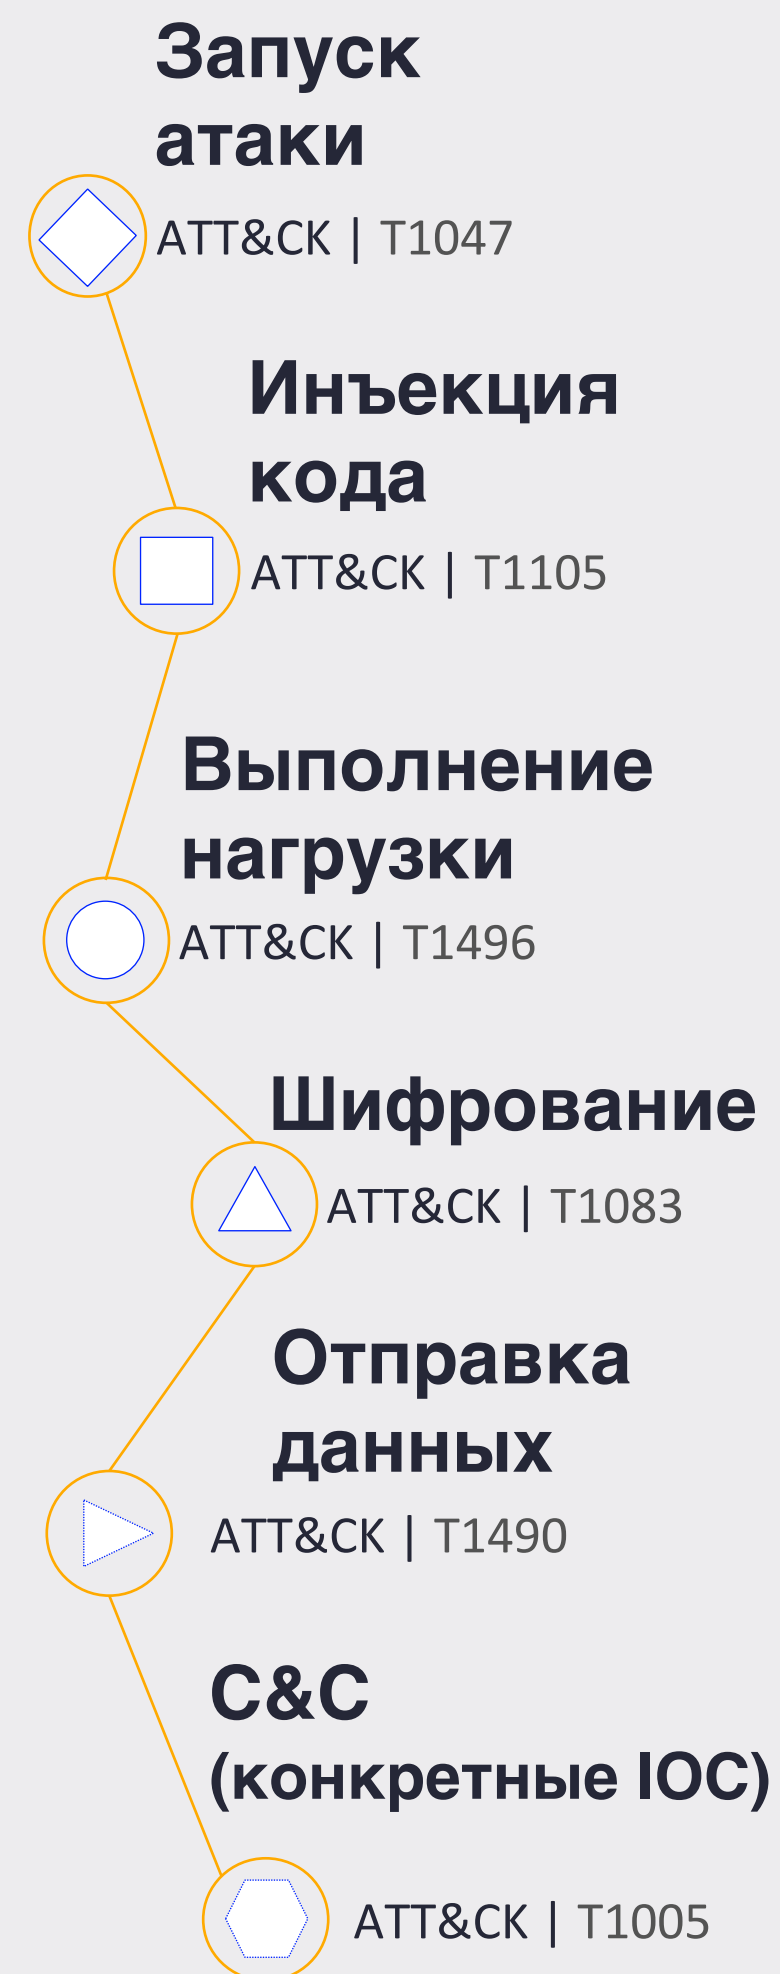 Запуск
атаки
ATT&CK | T1047
Инъекция
кода
ATT&CK | T1105
Выполнение
нагрузки
ATT&CK | T1496
Шифрование
ATT&CK | T1083
Отправка
данных
ATT&CK | T1490
C&C
(конкретные IOC)
ATT&CK | T1005